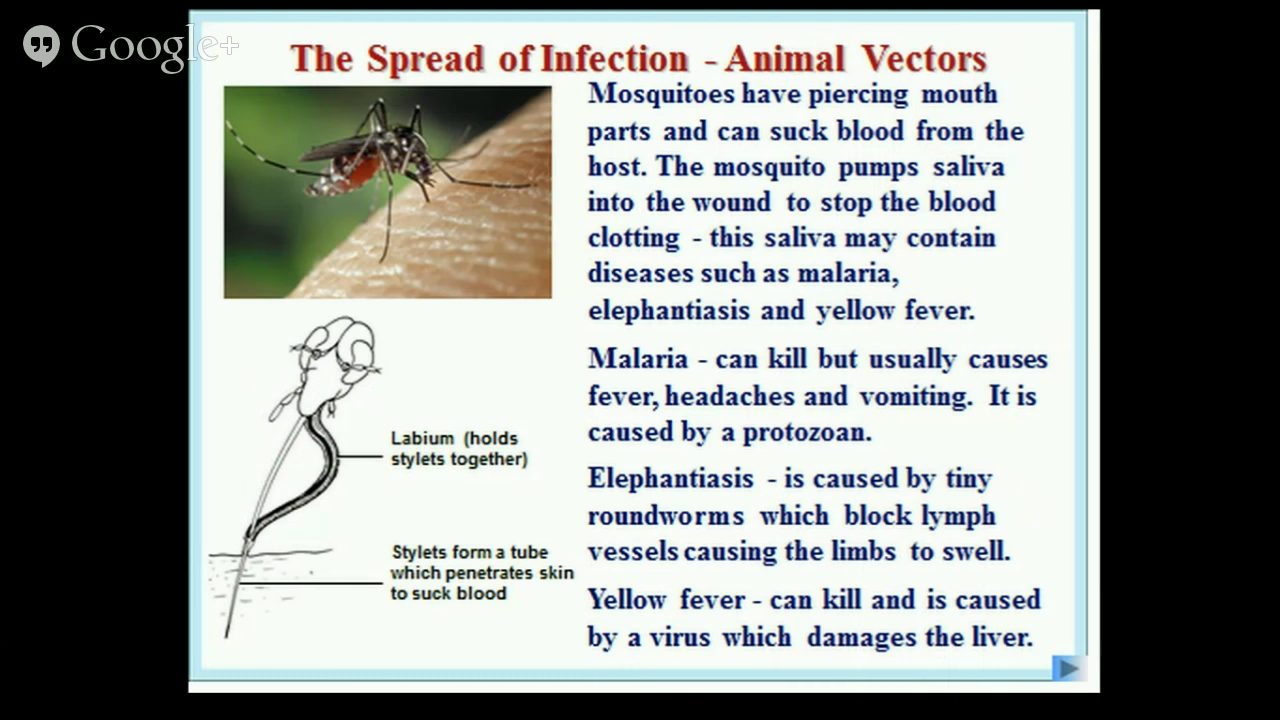 Google+
The Spread of Infection - Animal Vectors
Mosquitoes have piercing mouth
parts and can suck blood from the
host. The mosquito pumps saliva
into the wound to stop the blood
clotting - this saliva may contain
diseases such as malaria,
elephantiasis and yellow fever.
Malaria - can kill but usually causes
fever, headaches and vomiting. It is
caused by a protozoan.
Elephantiasis - is caused by tiny
roundworms which block lymph
vessels causing the limbs to swell.
Yellow fever - can kill and is caused
by a virus which damages the liver.
Labium (holds
stylets together)
Stylets form a tube
which penetrates skin
to suck blood